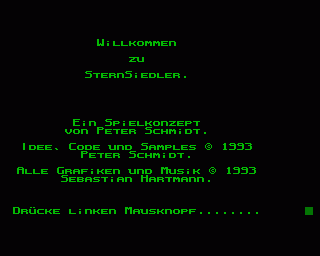 Willkommen
zu
SternSiedler.
Ein Spielkonzept
von Peter Schmidt.
Idee, Code und Samples © 1993
Peter Schmidt.
Alle Grafiken und Musik © 1993
Sebastian Hartmann.
Drücke linken Mausknopf........